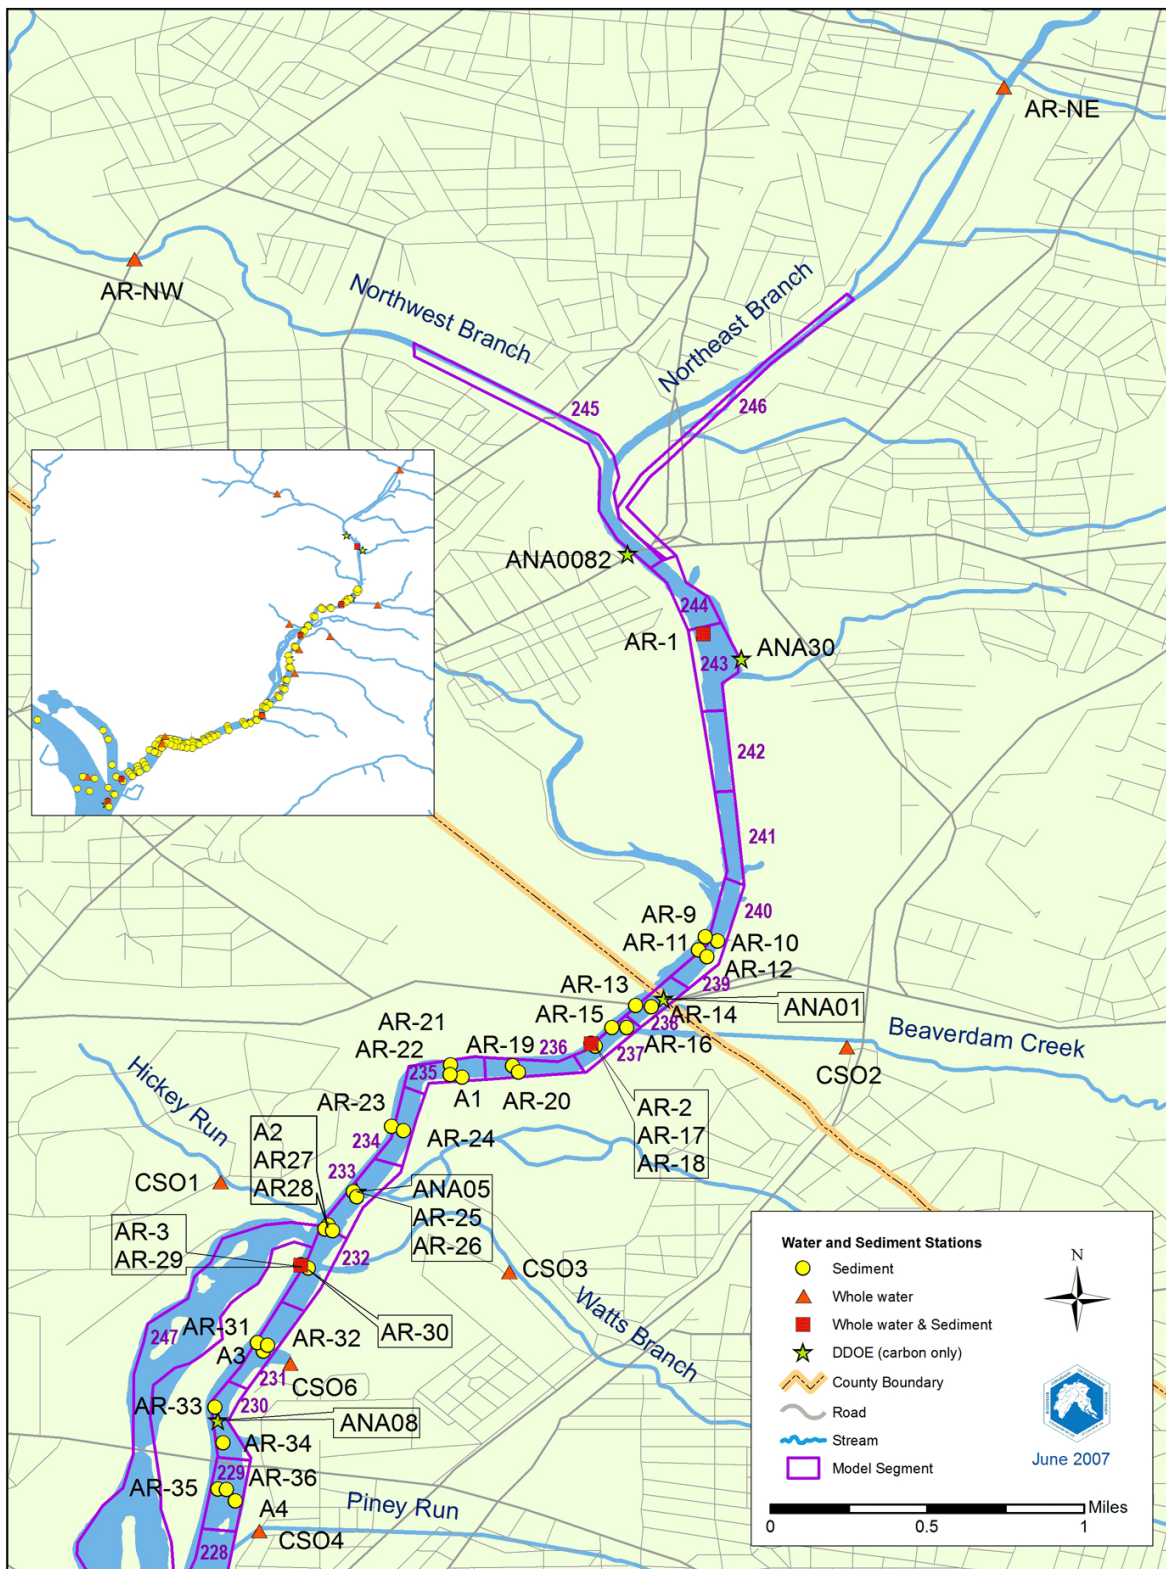 AR-NE
AR-NW
Northwest Branch
Northeast Branch
245
246
ANA0082
244
AR-1
ANA30
243
242
241
240
AR-9
AR-11
AR-10
AR-12
239
AR-13
ANA01
AR-15
AR-14
238
AR-21
AR-19
236
237
AR-16
Beaverdam Creek
AR-22
235
CSO2
Hickey Run
A1
AR-20
AR-2
AR-17
AR-18
AR-23
234
AR-24
A2
AR27
AR28
233
CSO1
ANA05
AR-25
AR-26
AR-3
AR-29
232
CSO3
Watts Branch
247
AR-31
AR-32
AR-30
A3
231
CSO6
AR-33
230
ANA08
AR-34
229
AR-36
AR-35
A4
Piney Run
CSO4
228
Water and Sediment Stations
Sediment
Whole water
Whole water & Sediment
DDOE (carbon only)
County Boundary
Road
Stream
Model Segment
N
June 2007
Miles
0 0.5 1